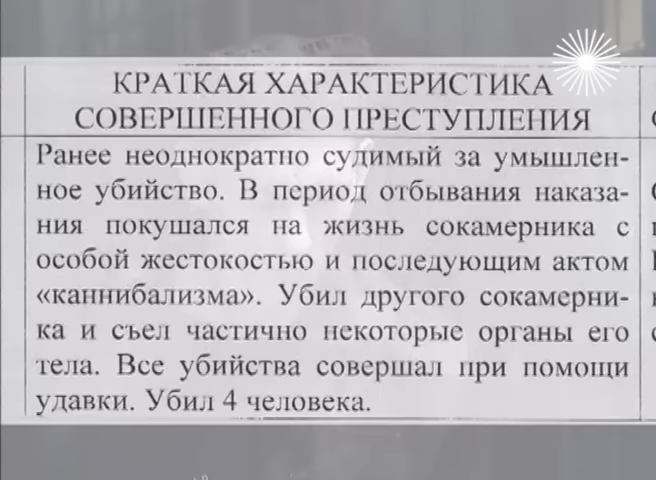 КРАТКАЯ ХАРАКТЕРИСТИКА
СОВЕРШЕННОГО ПРЕСТУПЛЕНИЯ
Ранее неоднократно судимый за умышлен-
ное убийство. В период отбывания наказа-
ния покушался на жизнь сокамерника с
особой жестокостью и последующим актом
«каннибализма». Убил другого сокамерни-
ка и съел частично некоторые органы его
тела. Все убийства совершал при помощи
удавки. Убил 4 человека.